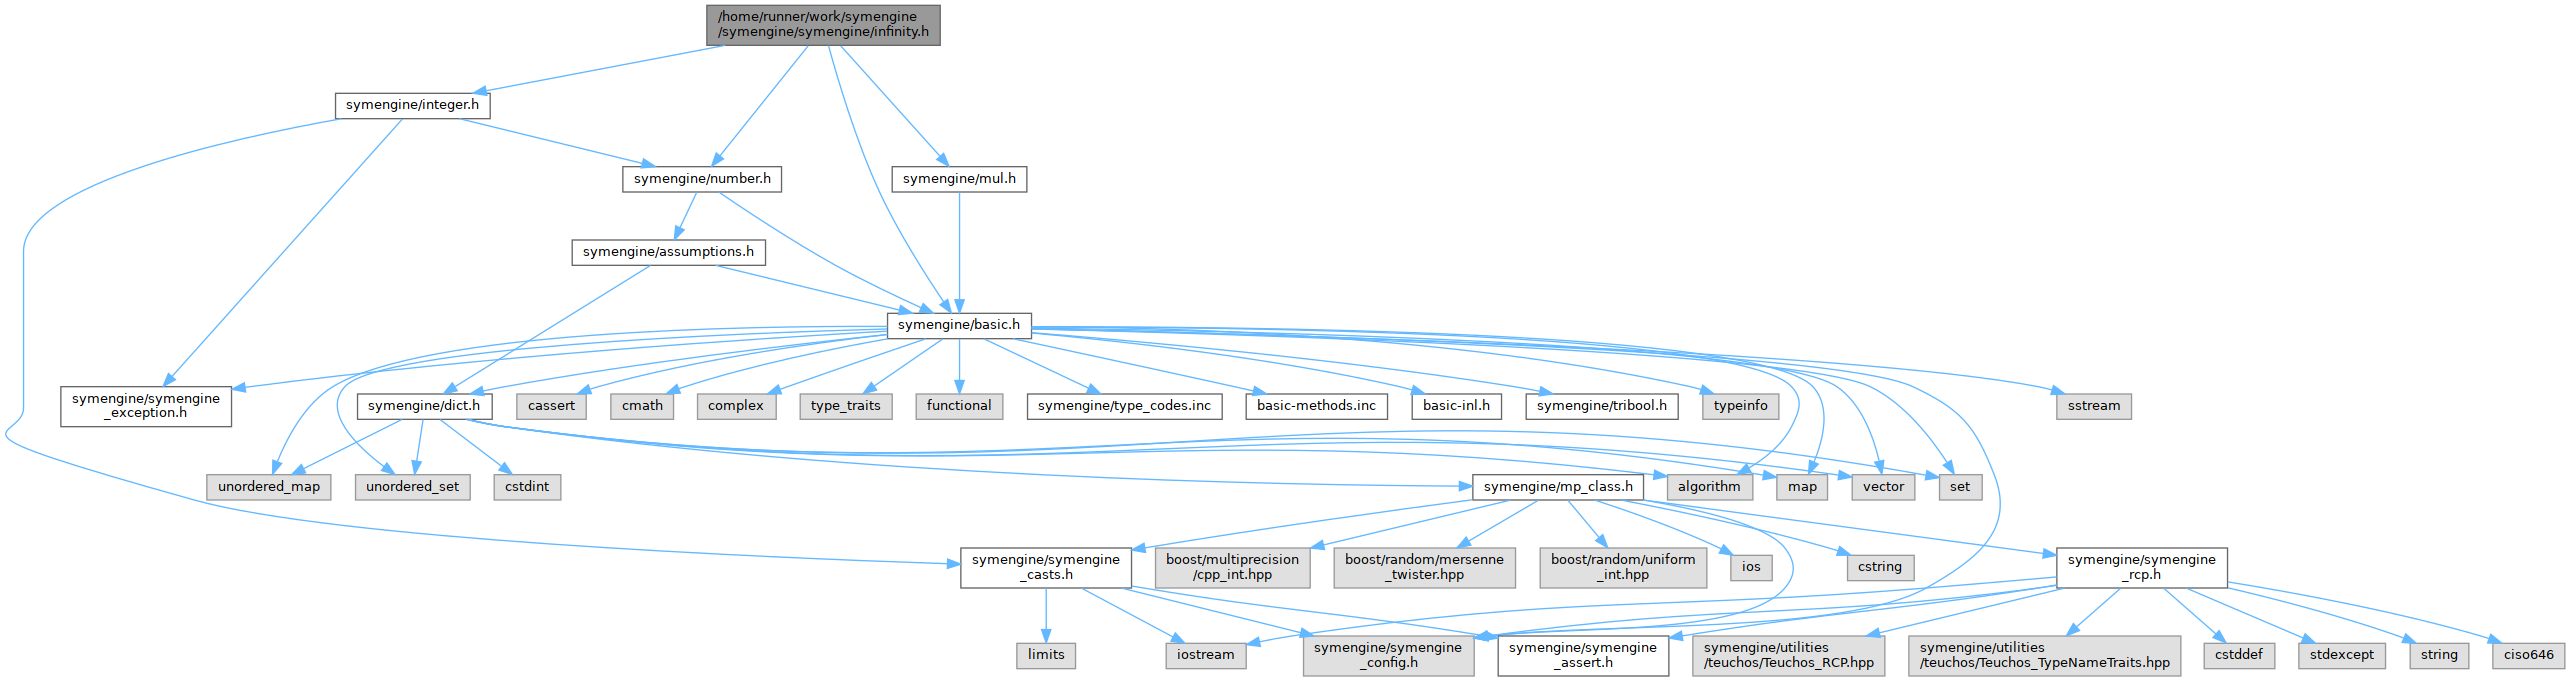 /home/runner/work/symengine
/symengine/symengine/infinity.h
symengine/integer.h
symengine/number.h
symengine/mul.h
symengine/assumptions.h
symengine/basic.h
symengine/symengine
_exception.h
symengine/dict.h
cassert
cmath
complex
type_traits
functional
symengine/type_codes.inc
basic-methods.inc
basic-inl.h
symengine/tribool.h
typeinfo
sstream
unordered_map
unordered_set
cstdint
symengine/mp_class.h
algorithm
map
vector
set
symengine/symengine
_casts.h
boost/multiprecision
/cpp_int.hpp
boost/random/mersenne
_twister.hpp
boost/random/uniform
_int.hpp
ios
cstring
symengine/symengine
_rcp.h
limits
iostream
symengine/symengine
_config.h
symengine/symengine
_assert.h
symengine/utilities
/teuchos/Teuchos_RCP.hpp
symengine/utilities
/teuchos/Teuchos_TypeNameTraits.hpp
cstddef
stdexcept
string
ciso646